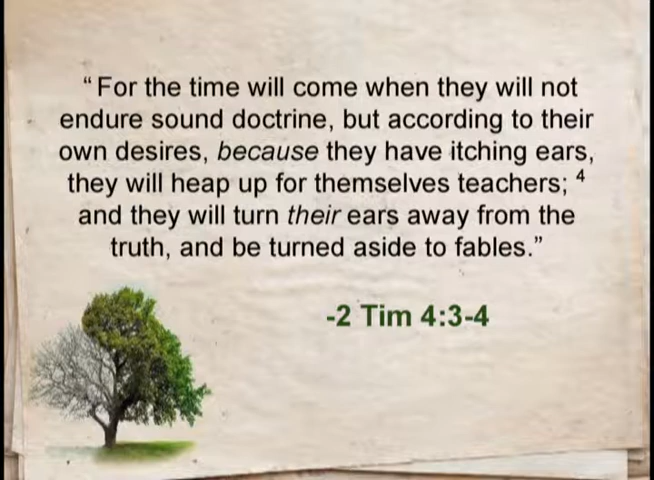 “ For the time will come when they will not
endure sound doctrine, but according to their
own desires, because they have itching ears,
they will heap up for themselves teachers; 4
and they will turn their ears away from the
truth, and be turned aside to fables.”
-2 Tim 4:3-4